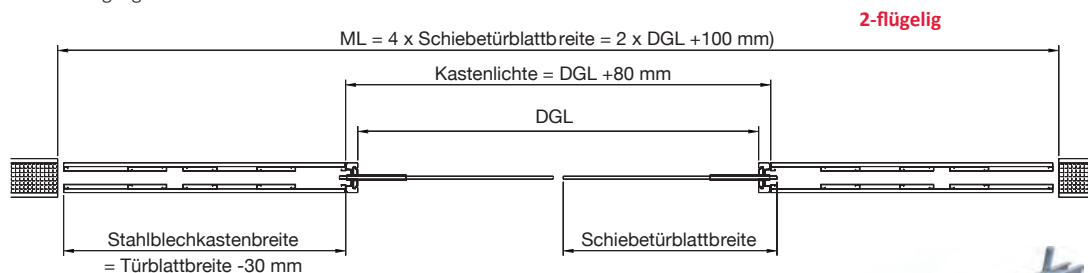 2-flügelig
ML = 4 x Schiebetürblattbreite = 2 x DGL +100 mm)
Kastenlichte = DGL +80 mm
DGL
Stahlblechkastenbreite
= Türblattbreite -30 mm
Schiebetürblattbreite